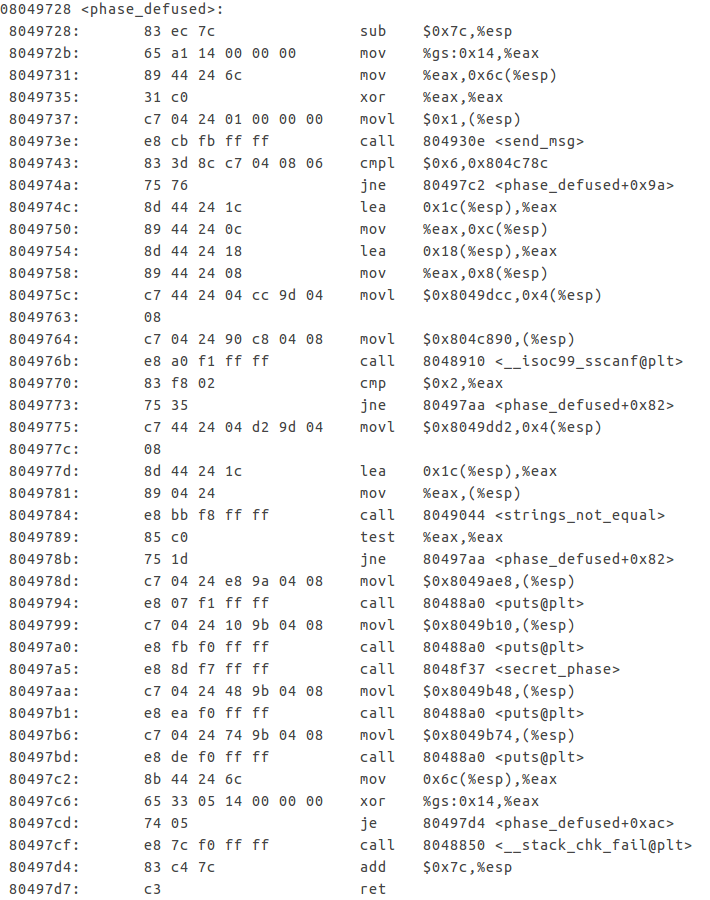 08049728 <phase_defused>:
8049728: 83 ec 7c sub $0x7c,%esp
804972b: 65 a1 14 00 00 00 mov %gs:0x14,%eax
8049731: 89 44 24 6c mov %eax,0x6c(%esp)
8049735: 31 c0 xor %eax,%eax
8049737: c7 04 24 01 00 00 00 movl $0x1,(%esp)
804973e: e8 cb fb ff ff call 804930e <send_msg>
8049743: 83 3d 8c c7 04 08 06 cmpl $0x6,0x804c78c
804974a: 75 76 jne 80497c2 <phase_defused+0x9a>
804974c: 8d 44 24 1c lea 0x1c(%esp),%eax
8049750: 89 44 24 0c mov %eax,0xc(%esp)
8049754: 8d 44 24 18 lea 0x18(%esp),%eax
8049758: 89 44 24 08 mov %eax,0x8(%esp)
804975c: c7 44 24 04 cc 9d 04 movl $0x8049dcc,0x4(%esp)
8049763: 08
8049764: c7 04 24 90 c8 04 08 movl $0x804c890,(%esp)
804976b: e8 a0 f1 ff ff call 8048910 <__isoc99_sscanf@plt>
8049770: 83 f8 02 cmp $0x2,%eax
8049773: 75 35 jne 80497aa <phase_defused+0x82>
8049775: c7 44 24 04 d2 9d 04 movl $0x8049dd2,0x4(%esp)
804977c: 08
804977d: 8d 44 24 1c lea 0x1c(%esp),%eax
8049781: 89 04 24 mov %eax,(%esp)
8049784: e8 bb f8 ff ff call 8049044 <strings_not_equal>
8049789: 85 c0 test %eax,%eax
804978b: 75 1d jne 80497aa <phase_defused+0x82>
804978d: c7 04 24 e8 9a 04 08 movl $0x8049ae8,(%esp)
8049794: e8 07 f1 ff ff call 80488a0 <puts@plt>
8049799: c7 04 24 10 9b 04 08 movl $0x8049b10,(%esp)
80497a0: e8 fb f0 ff ff call 80488a0 <puts@plt>
80497a5: e8 8d f7 ff ff call 8048f37 <secret_phase>
80497aa: c7 04 24 48 9b 04 08 movl $0x8049b48,(%esp)
80497b1: e8 ea f0 ff ff call 80488a0 <puts@plt>
80497b6: c7 04 24 74 9b 04 08 movl $0x8049b74,(%esp)
80497bd: e8 de f0 ff ff call 80488a0 <puts@plt>
80497c2: 8b 44 24 6c mov 0x6c(%esp),%eax
80497c6: 65 33 05 14 00 00 00 xor %gs:0x14,%eax
80497cd: 74 05 je 80497d4 <phase_defused+0xac>
80497cf: e8 7c f0 ff ff call 8048850 <__stack_chk_fail@plt>
80497d4: 83 c4 7c add $0x7c,%esp
80497d7: c3 ret